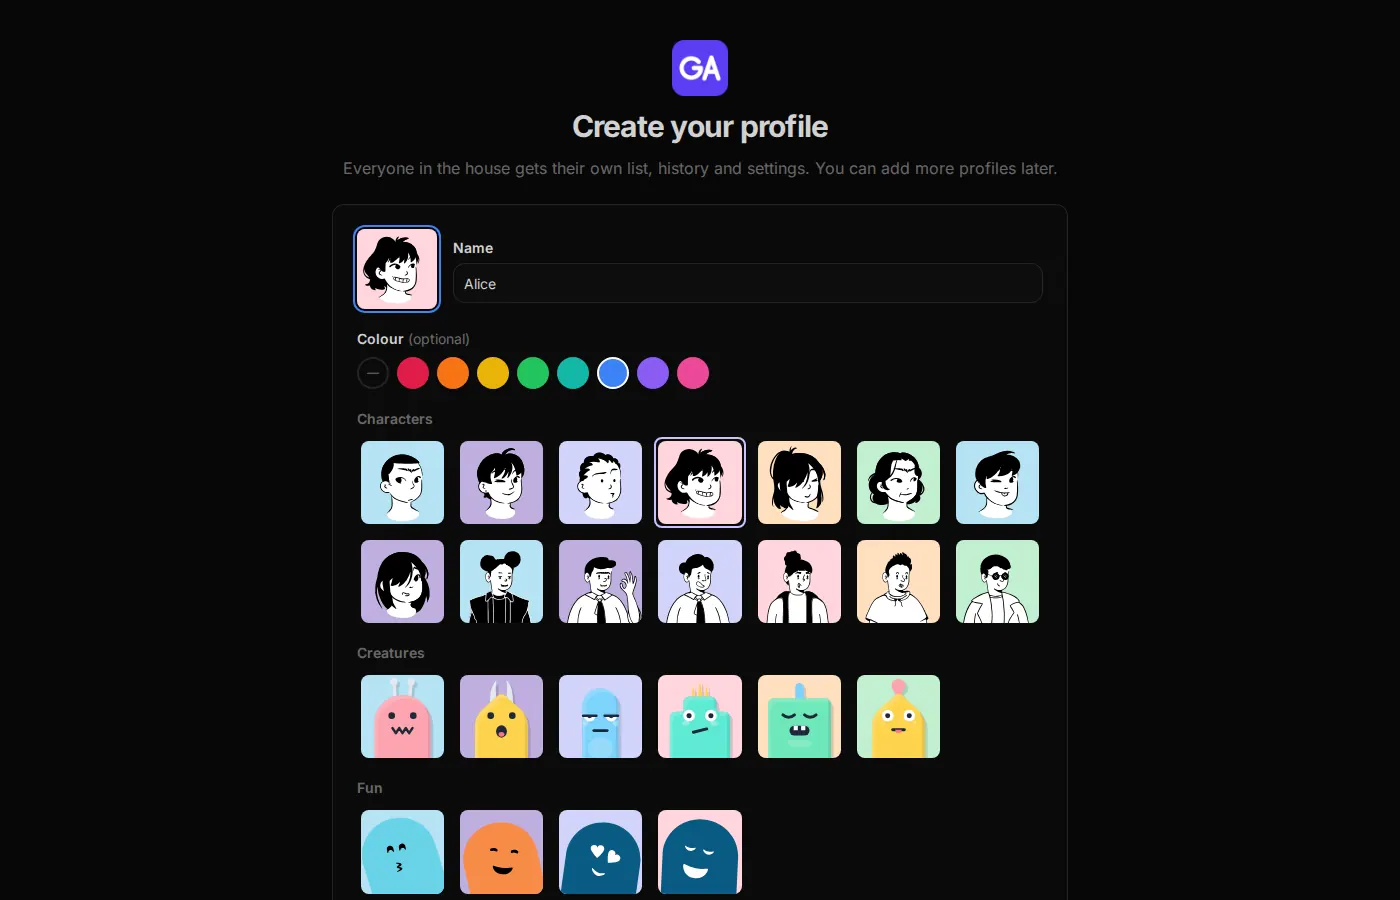 GA
Create your profile
Everyone in the house gets their own list, history and settings. You can add more profiles later.
Name
Alice
Colour (optional)
Characters
Creatures
Fun